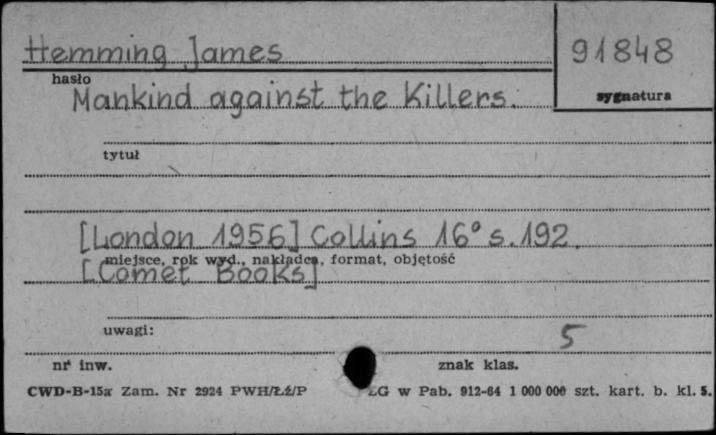 Hemming James
91848
hasło
sygnatura
Mankind against the Killers.
tytuł
[London 1956] Collins 16° s. 192.
miejsce, rok wyd., nakładca, format, objętość
[Comet Books]
uwagi:
5
nr inw.
znak klas.
CWD-B-15a Zam. Nr 2924 PWH/Łż/P ŁG w Pab. 912-64 1 000 000 szt. kart. b. kl. 5.